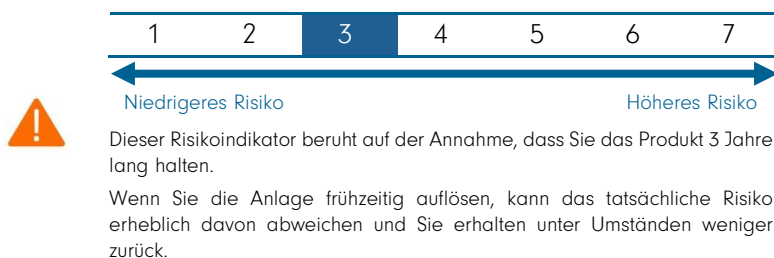 1 2 3 4 5 6 7
Niedrigeres Risiko Höheres Risiko
Dieser Risikoindikator beruht auf der Annahme, dass Sie das Produkt 3 Jahre
lang halten.
Wenn Sie die Anlage frühzeitig auflösen, kann das tatsächliche Risiko
erheblich davon abweichen und Sie erhalten unter Umständen weniger
zurück.